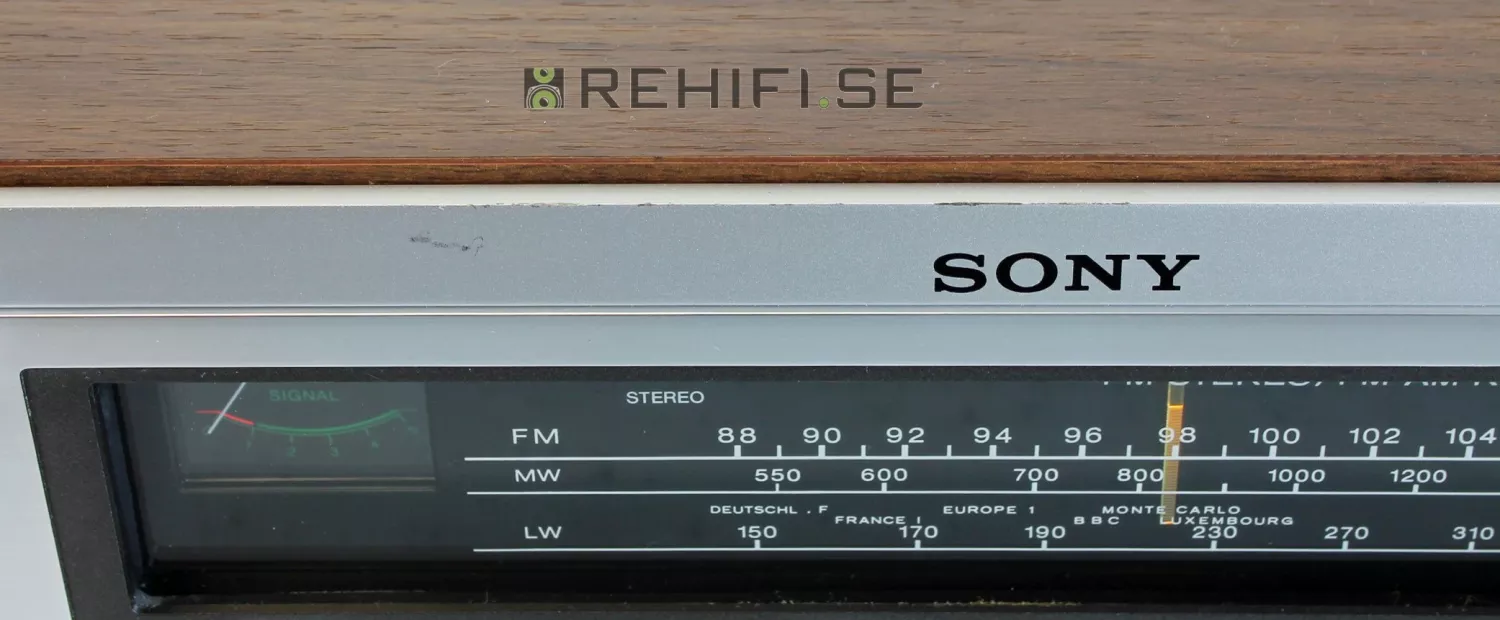 REHIFI.SE
SONY
SIGNAL
STEREO
FM 88 90 92 94 96 98 100 102 104
MW 550 600 700 800 1000 1200
DEUTSCHL . F EUROPE 1 MONTE CARLO
FRANCE I BBC LUXEMBOURG
LW 150 170 190 230 270 310